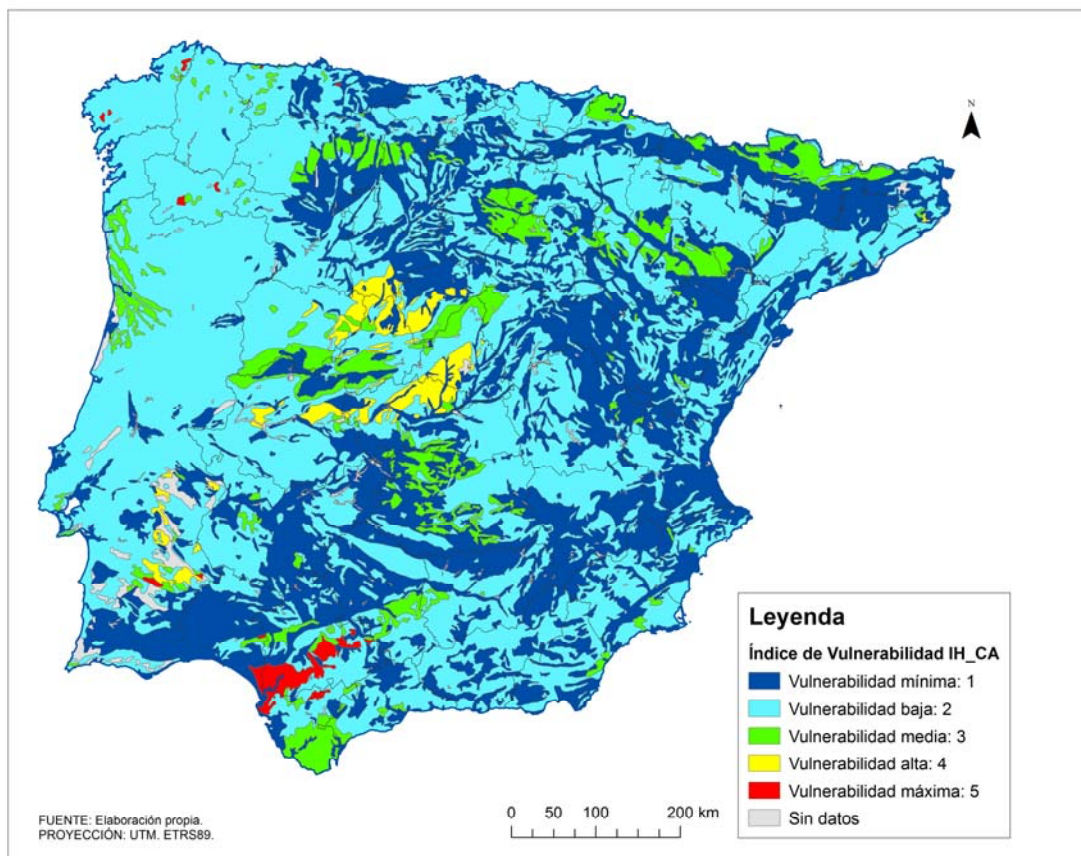 N
Leyenda
Índice de Vulnerabilidad IH_CA
Vulnerabilidad mínima: 1
Vulnerabilidad baja: 2
Vulnerabilidad media: 3
Vulnerabilidad alta: 4
Vulnerabilidad máxima: 5
Sin datos
FUENTE: Elaboración propia.
PROYECCIÓN: UTM. ETRS89.
0 50 100 200 km